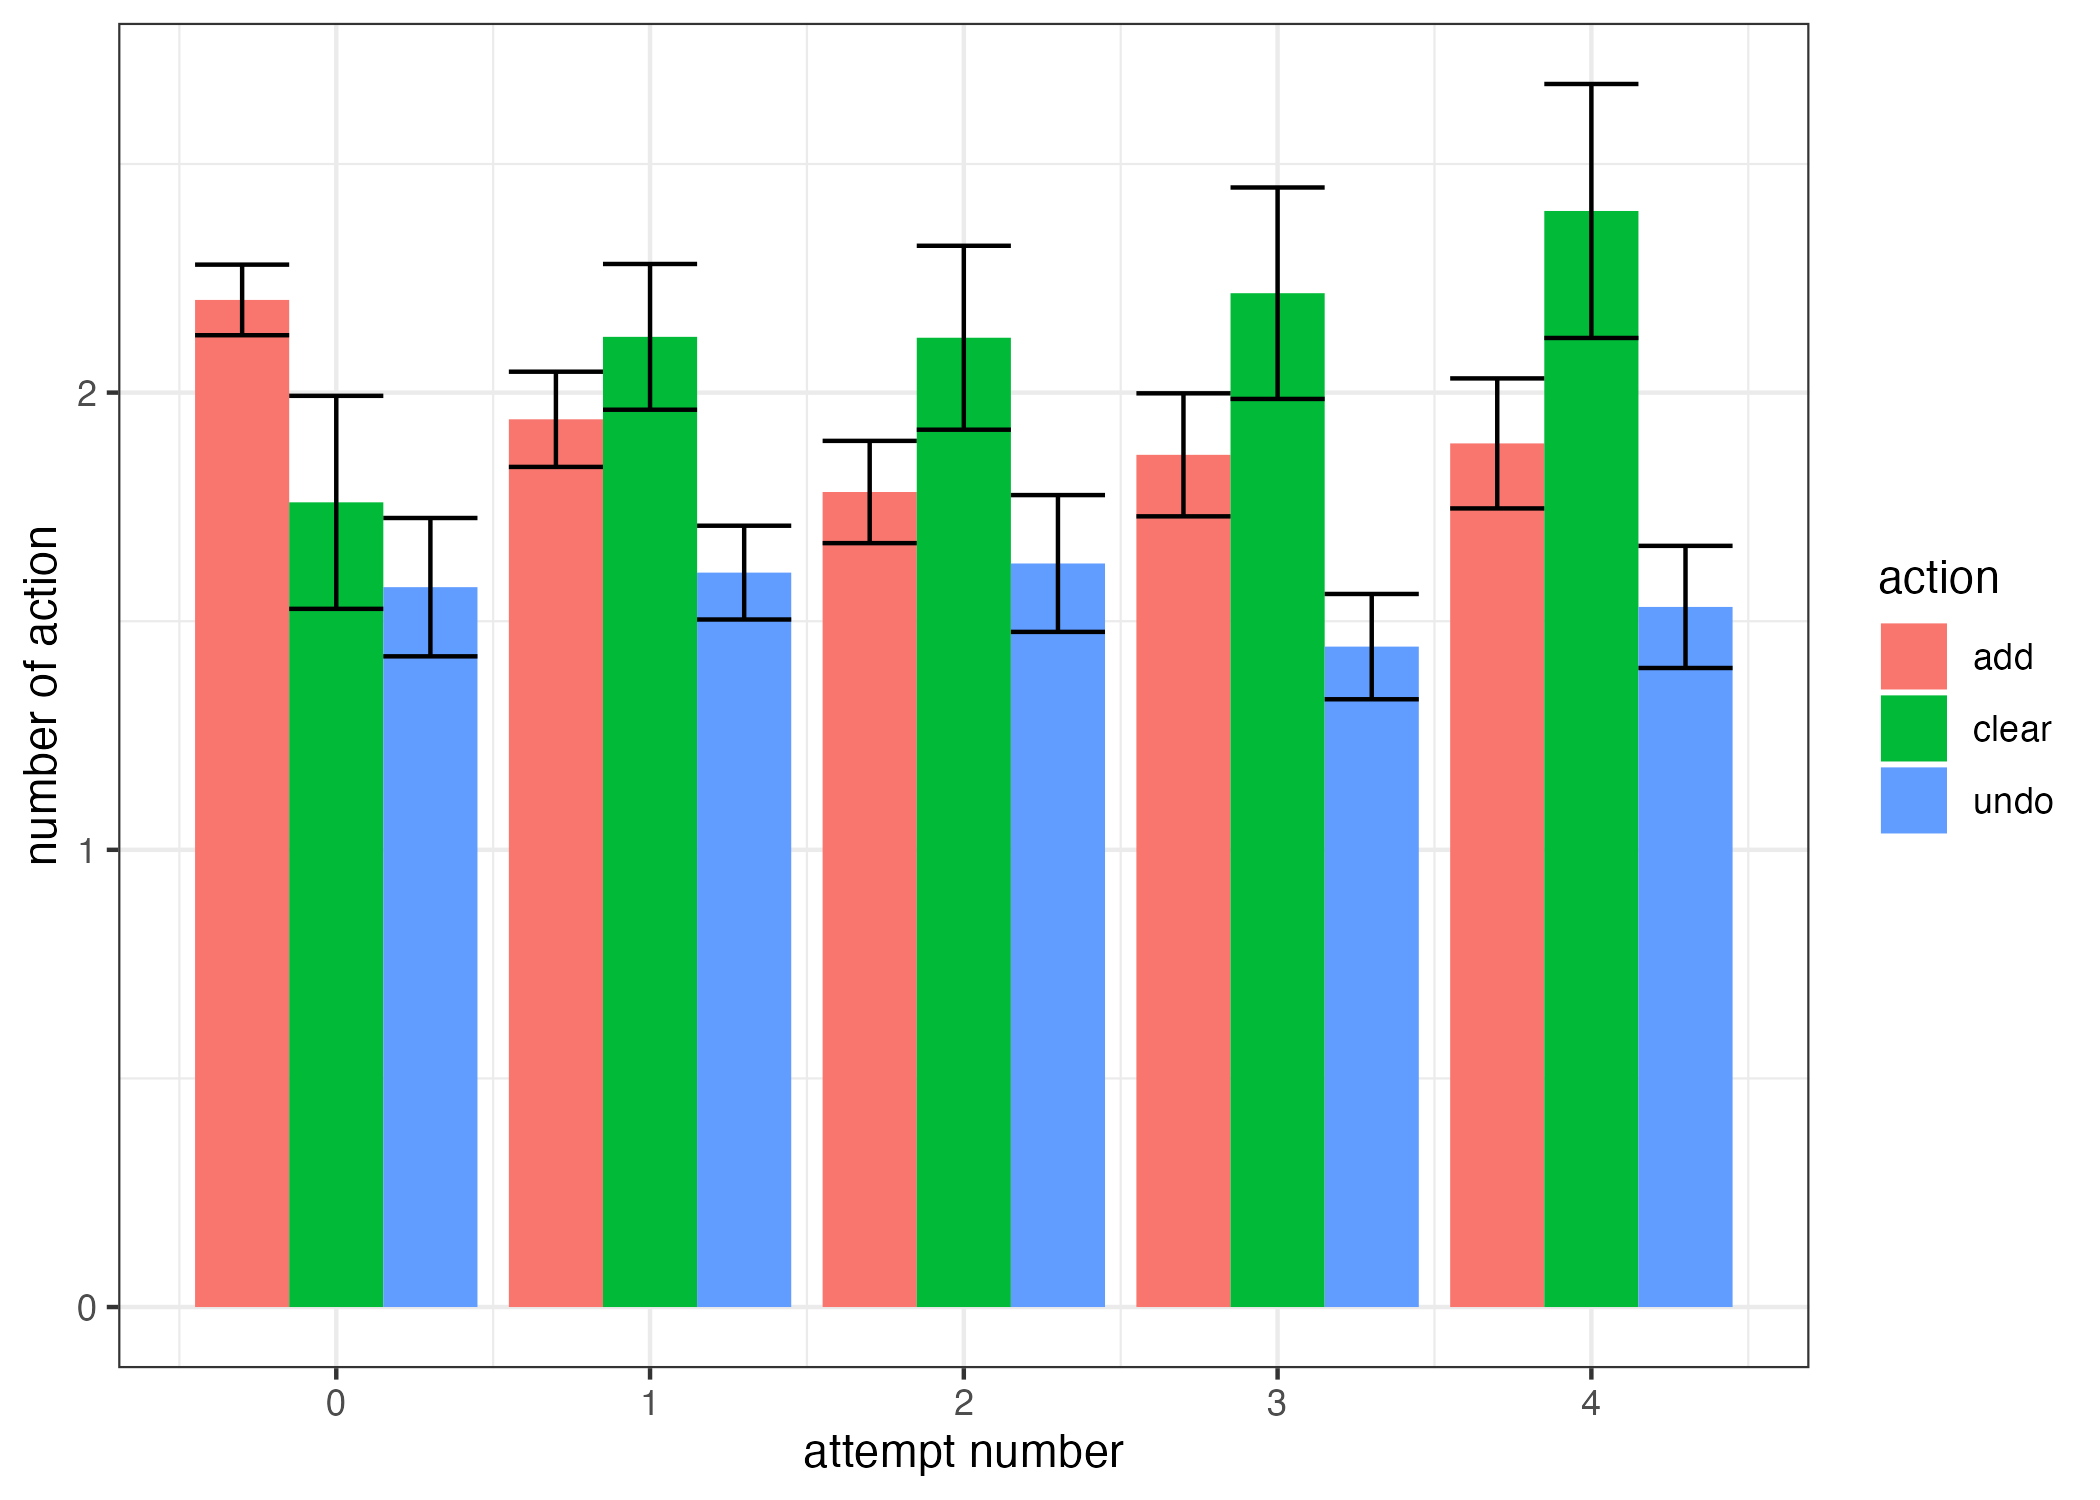 number of action
2
1
0
0 1 2 3 4
attempt number
action
add
clear
undo